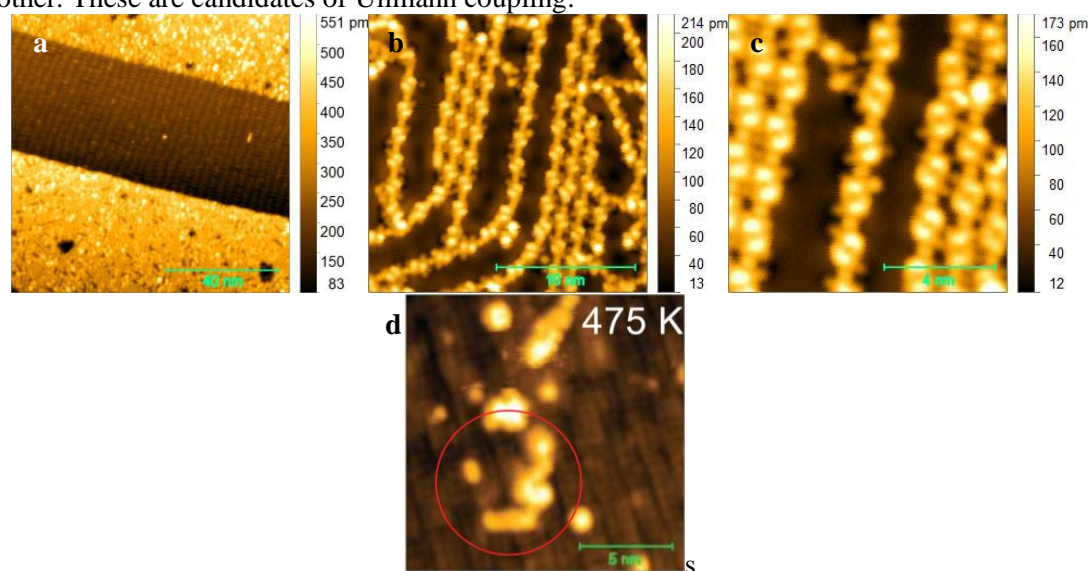 other. These are candidates of Ullmann coupling.
a
551 pm
500
450
400
350
300
250
200
150
83
40 nm
b
214 pm
200
180
160
140
120
100
80
60
40
13
10 nm
c
173 pm
160
140
120
100
80
60
40
12
4 nm
d
475 K
5 nm
s